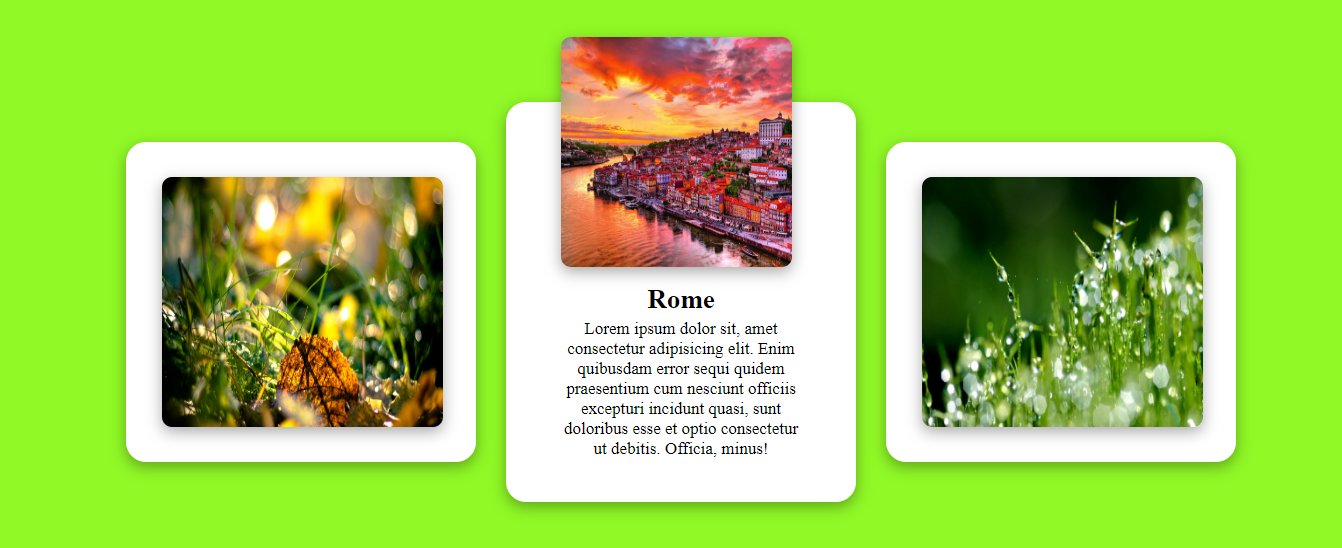 Rome
Lorem ipsum dolor sit, amet
consectetur adipisicing elit. Enim
quibusdam error sequi quidem
praesentium cum nesciunt officiis
excepturi incidunt quasi, sunt
doloribus esse et optio consectetur
ut debitis. Officia, minus!